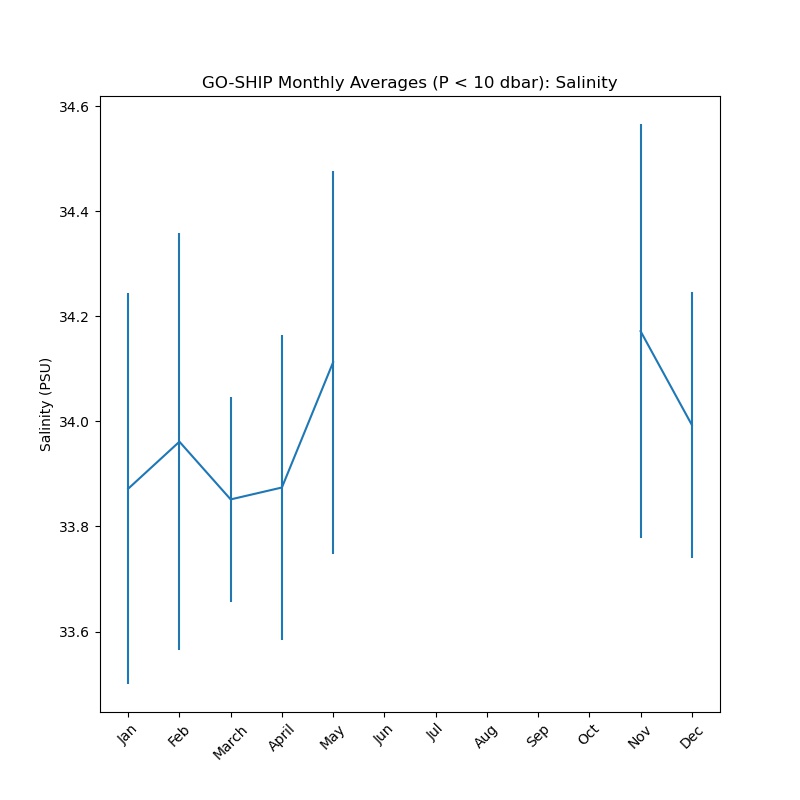 GO-SHIP Monthly Averages (P < 10 dbar): Salinity
34.6
34.4
34.2
34.0
33.8
33.6
Salinity (PSU)
Jan
Feb
March
April
May
Jun
Jul
Aug
Sep
Oct
Nov
Dec